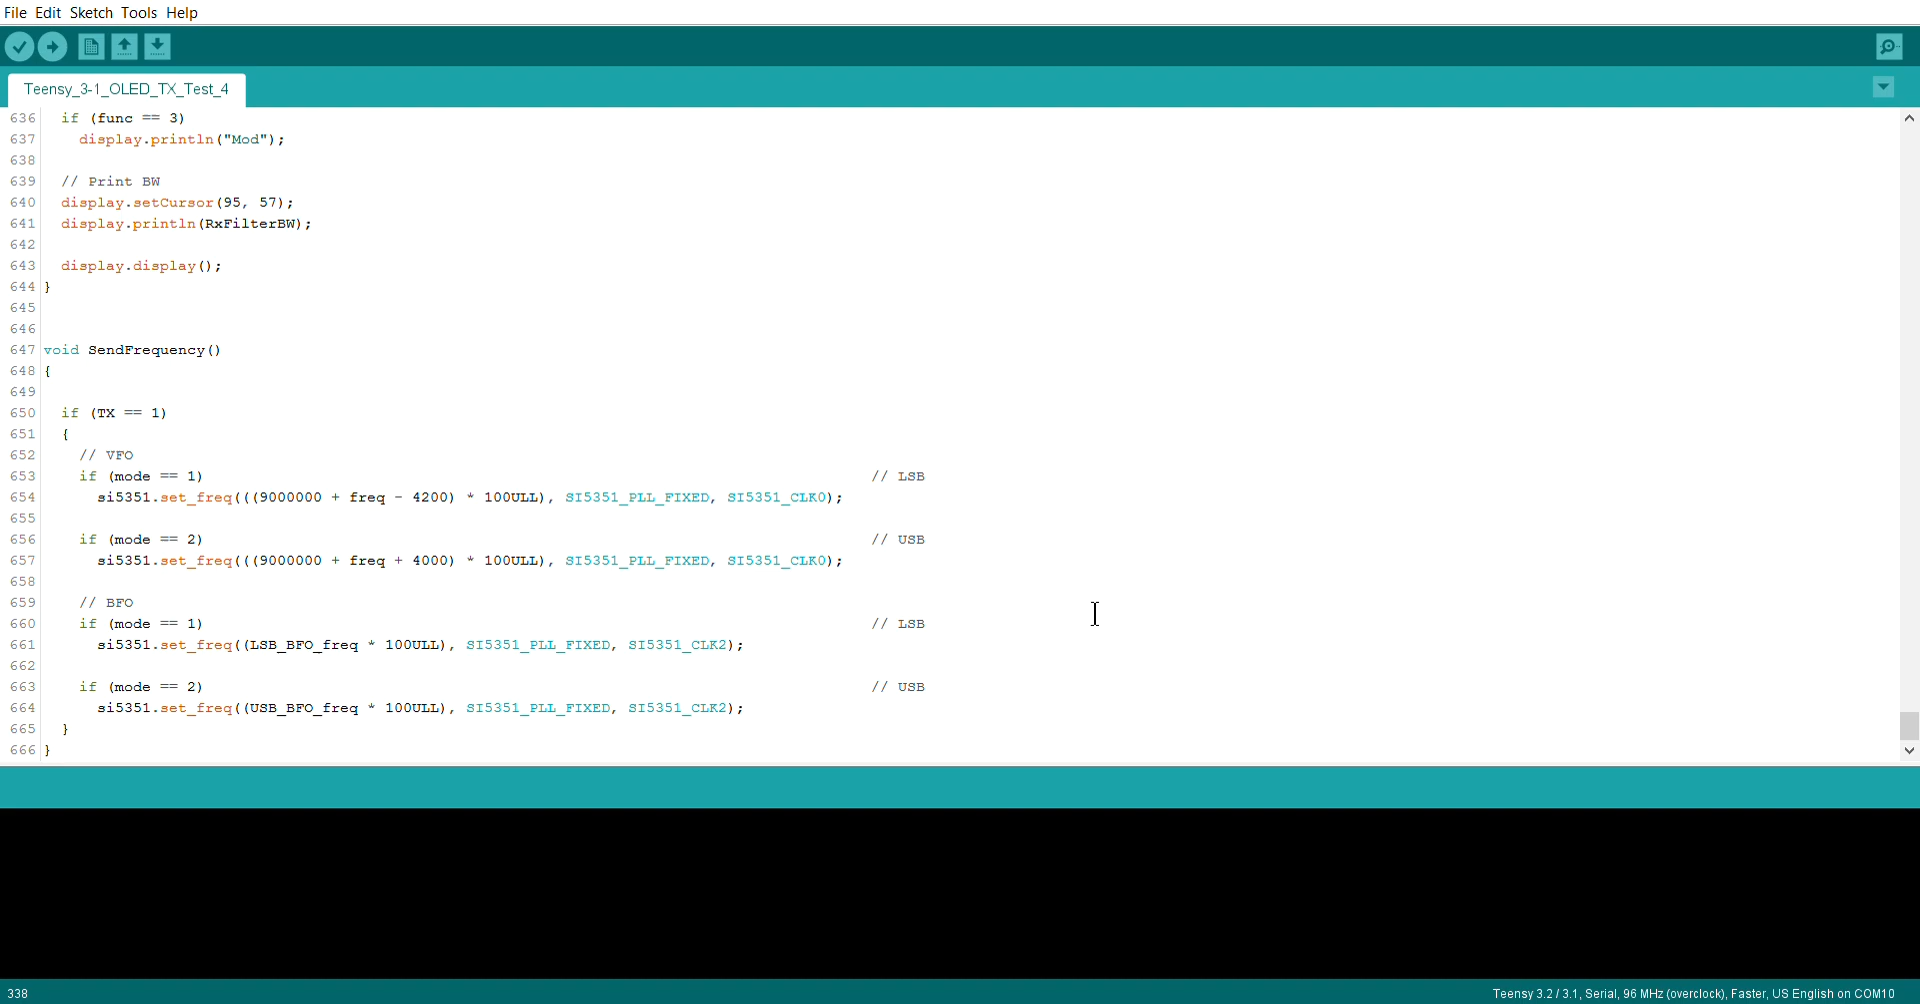 File Edit Sketch Tools Help
Teensy_3-1_OLED_TX_Test_4
636 if (func == 3)
637 display.println("Mod");
638
639 // Print BW
640 display.setCursor(95, 57);
641 display.println(RxFilterBW);
642
643 display.display();
644 }
645
646
647 void SendFrequency()
648 {
649
650 if (TX == 1)
651 {
652 // VFO
653 if (mode == 1) // LSB
654 si5351.set_freq(((9000000 + freq - 4200) * 100ULL), SI5351_PLL_FIXED, SI5351_CLK0);
655
656 if (mode == 2) // USB
657 si5351.set_freq(((9000000 + freq + 4000) * 100ULL), SI5351_PLL_FIXED, SI5351_CLK0);
658
659 // BFO
660 if (mode == 1) // LSB
661 si5351.set_freq((LSB_BFO_freq * 100ULL), SI5351_PLL_FIXED, SI5351_CLK2);
662
663 if (mode == 2) // USB
664 si5351.set_freq((USB_BFO_freq * 100ULL), SI5351_PLL_FIXED, SI5351_CLK2);
665 }
666 }
338
Teensy 3.2 / 3.1, Serial, 96 MHz (overclock), Faster, US English on COM10